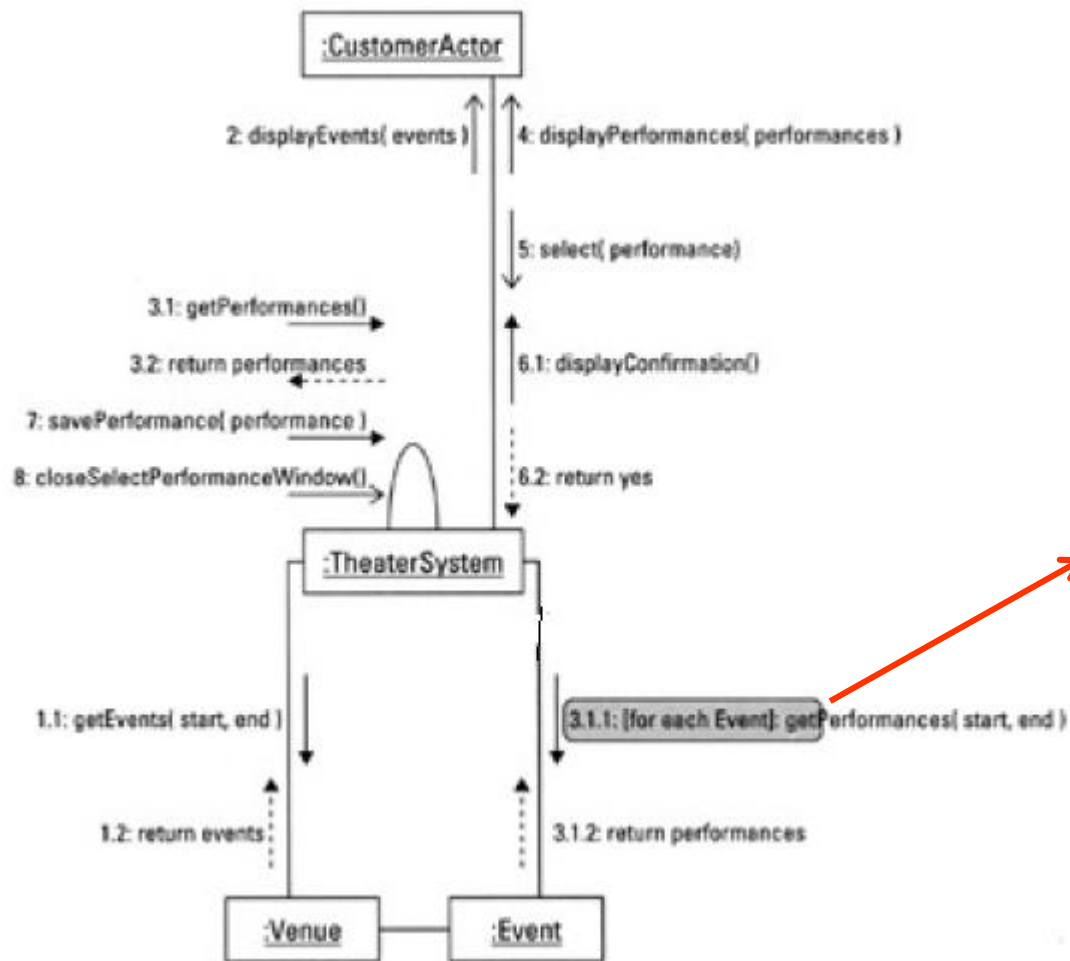 :CustomerActor
2: displayEvents( events )
4: displayPerformances( performances )
5: select( performance)
3.1: getPerformances()
3.2: return performances
6.1: displayConfirmation()
7: savePerformance( performance )
8: closeSelectPerformanceWindow()
6.2: return yes
:TheaterSystem
1.1: getEvents( start, end )
3.1.1: [for each Event]: getPerformances( start, end )
1.2: return events
3.1.2: return performances
:Venue
:Event